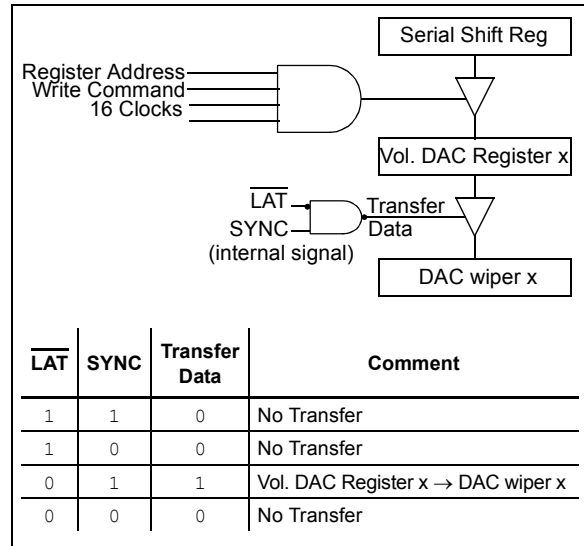 Serial Shift Reg
Register Address
Write Command
16 Clocks
Vol. DAC Register x
LAT
SYNC
(internal signal)
Transfer
Data
DAC wiper x
LAT SYNC Transfer Data Comment
1 1 0 No Transfer
1 0 0 No Transfer
0 1 1 Vol. DAC Register x → DAC wiper x
0 0 0 No Transfer